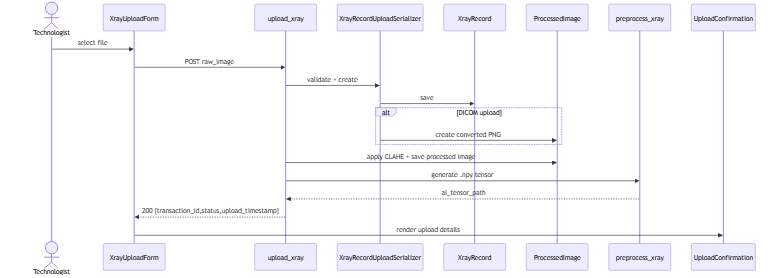 XrayUploadForm upload_xray XrayRecordUploadSerializer XrayRecord ProcessedImage preprocess_xray UploadConfirmation
Technologist
select file
POST raw_image
validate + create
save
alt [DICOM upload]
create converted PNG
apply CLAHE + save processed image
generate .npy tensor
ai_tensor_path
200 [transaction_id,status,upload_timestamp]
render upload details
XrayUploadForm upload_xray XrayRecordUploadSerializer XrayRecord ProcessedImage preprocess_xray UploadConfirmation
Technologist